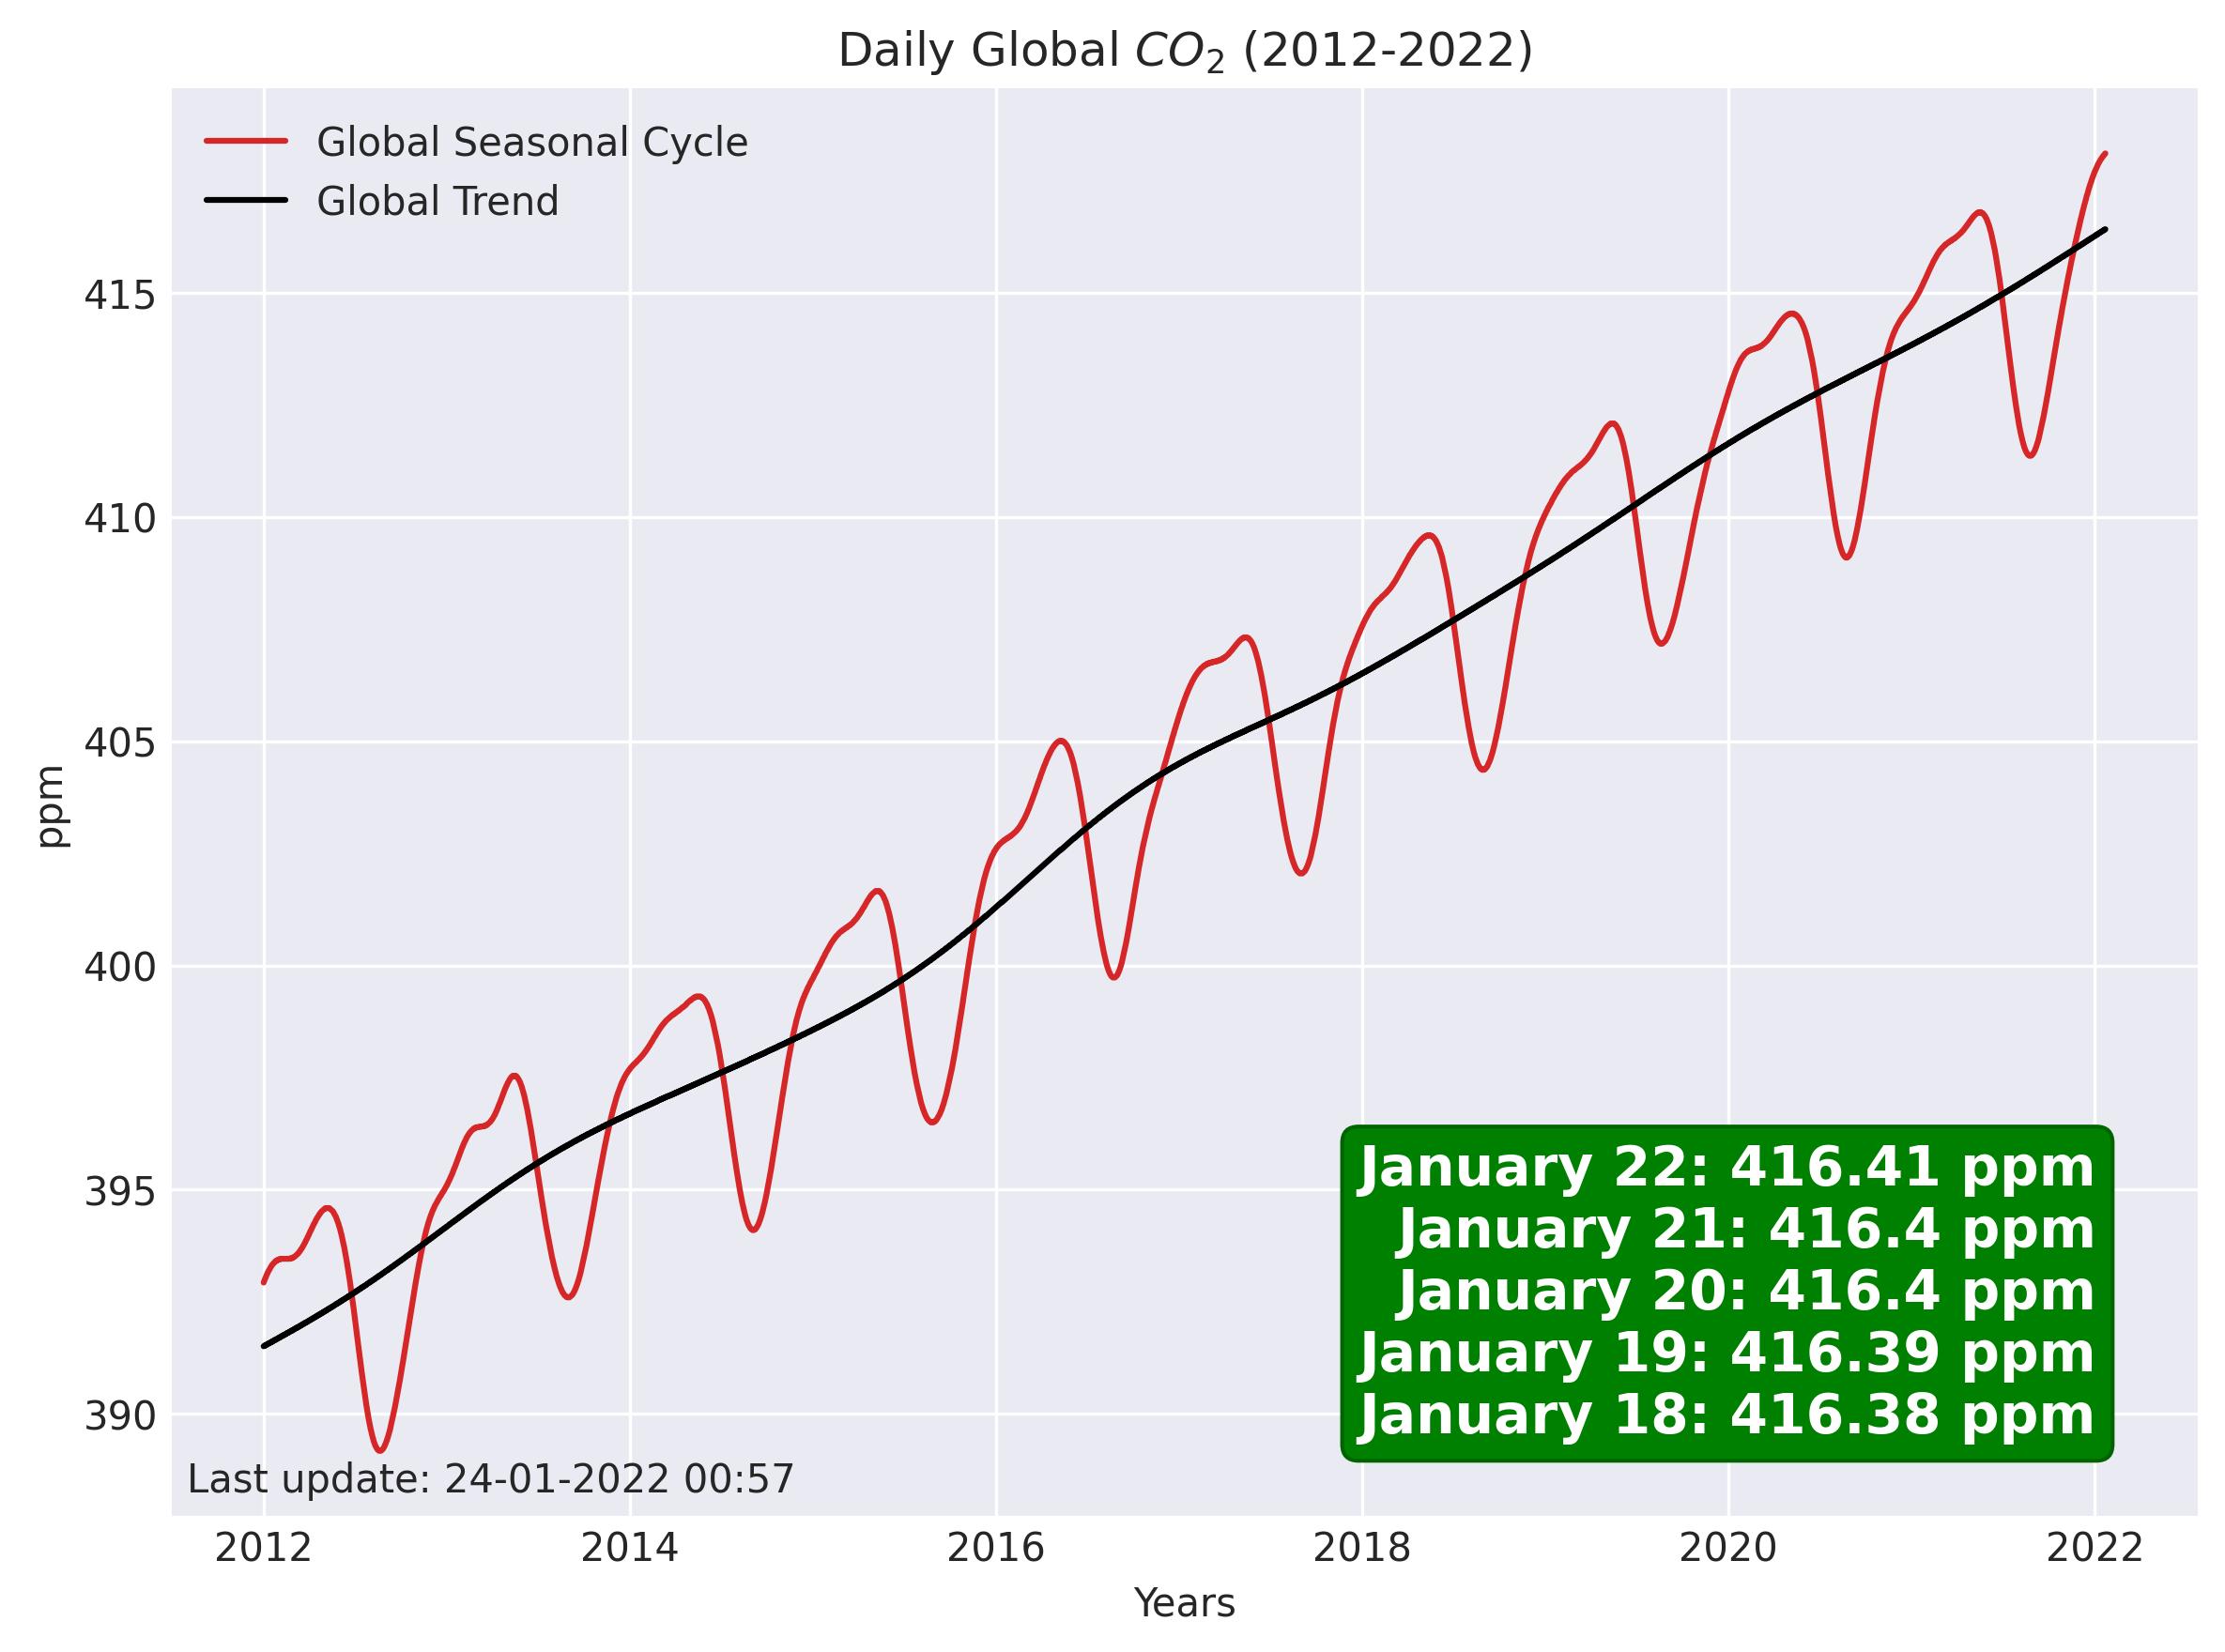 Daily Global CO₂ (2012-2022)
Global Seasonal Cycle
Global Trend
415
410
405
400
395
390
ppm
January 22: 416.41 ppm
January 21: 416.4 ppm
January 20: 416.4 ppm
January 19: 416.39 ppm
January 18: 416.38 ppm
Last update: 24-01-2022 00:57
2012 2014 2016 2018 2020 2022
Years